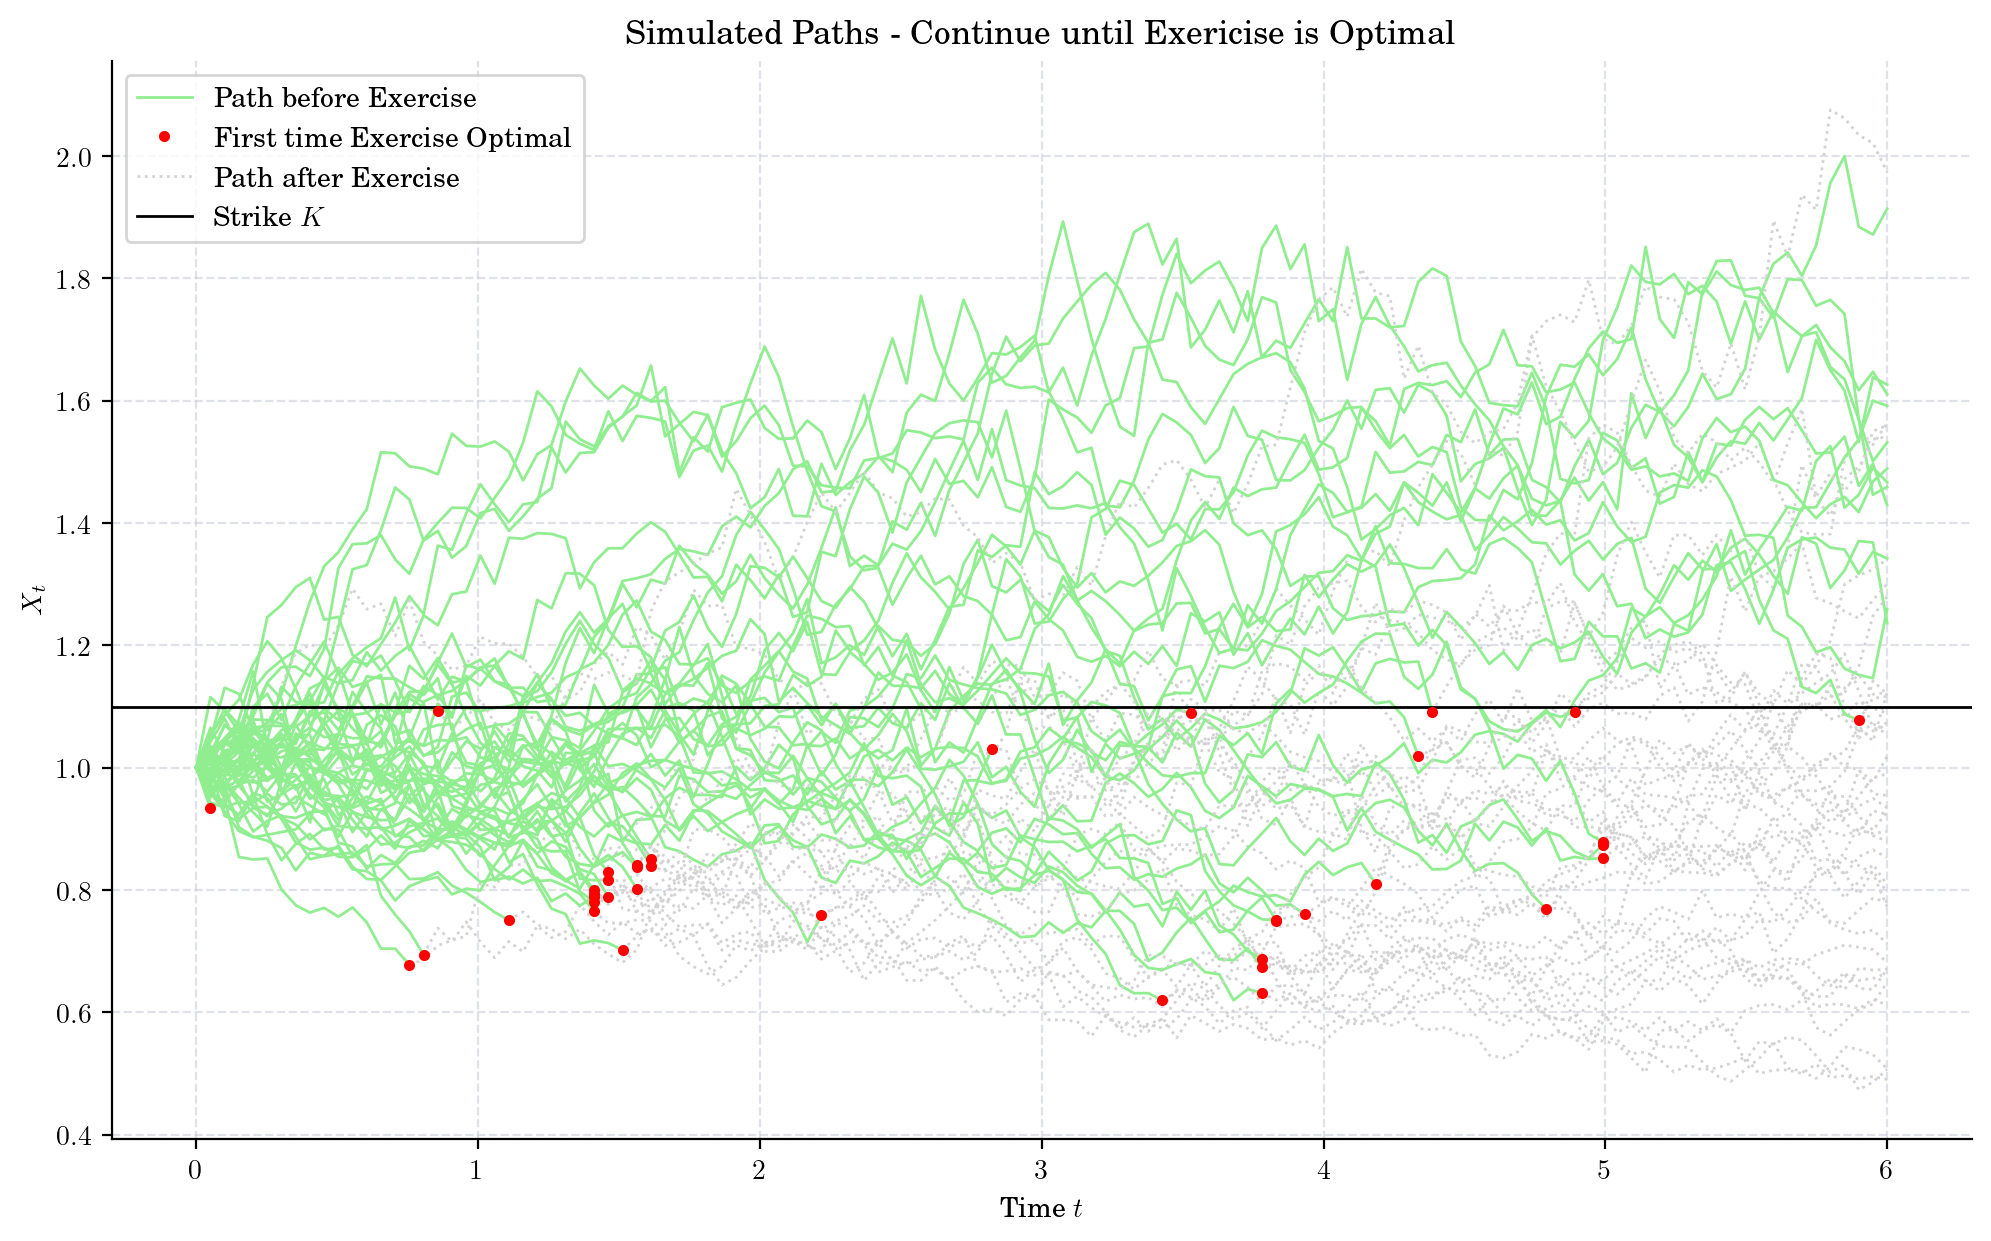 Simulated Paths - Continue until Exericise is Optimal
Path before Exercise
First time Exercise Optimal
Path after Exercise
Strike K
2.0
1.8
1.6
1.4
1.2
1.0
0.8
0.6
0.4
X_t
0 1 2 3 4 5 6
Time t